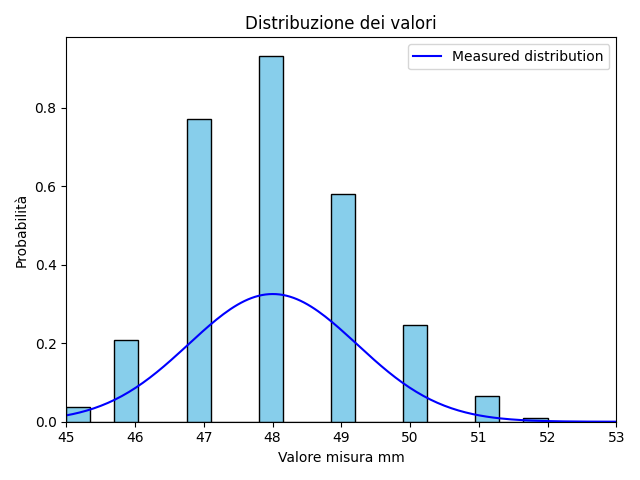 Distribuzione dei valori
Measured distribution
Probabilità
0.8
0.6
0.4
0.2
0.0
45 46 47 48 49 50 51 52 53
Valore misura mm